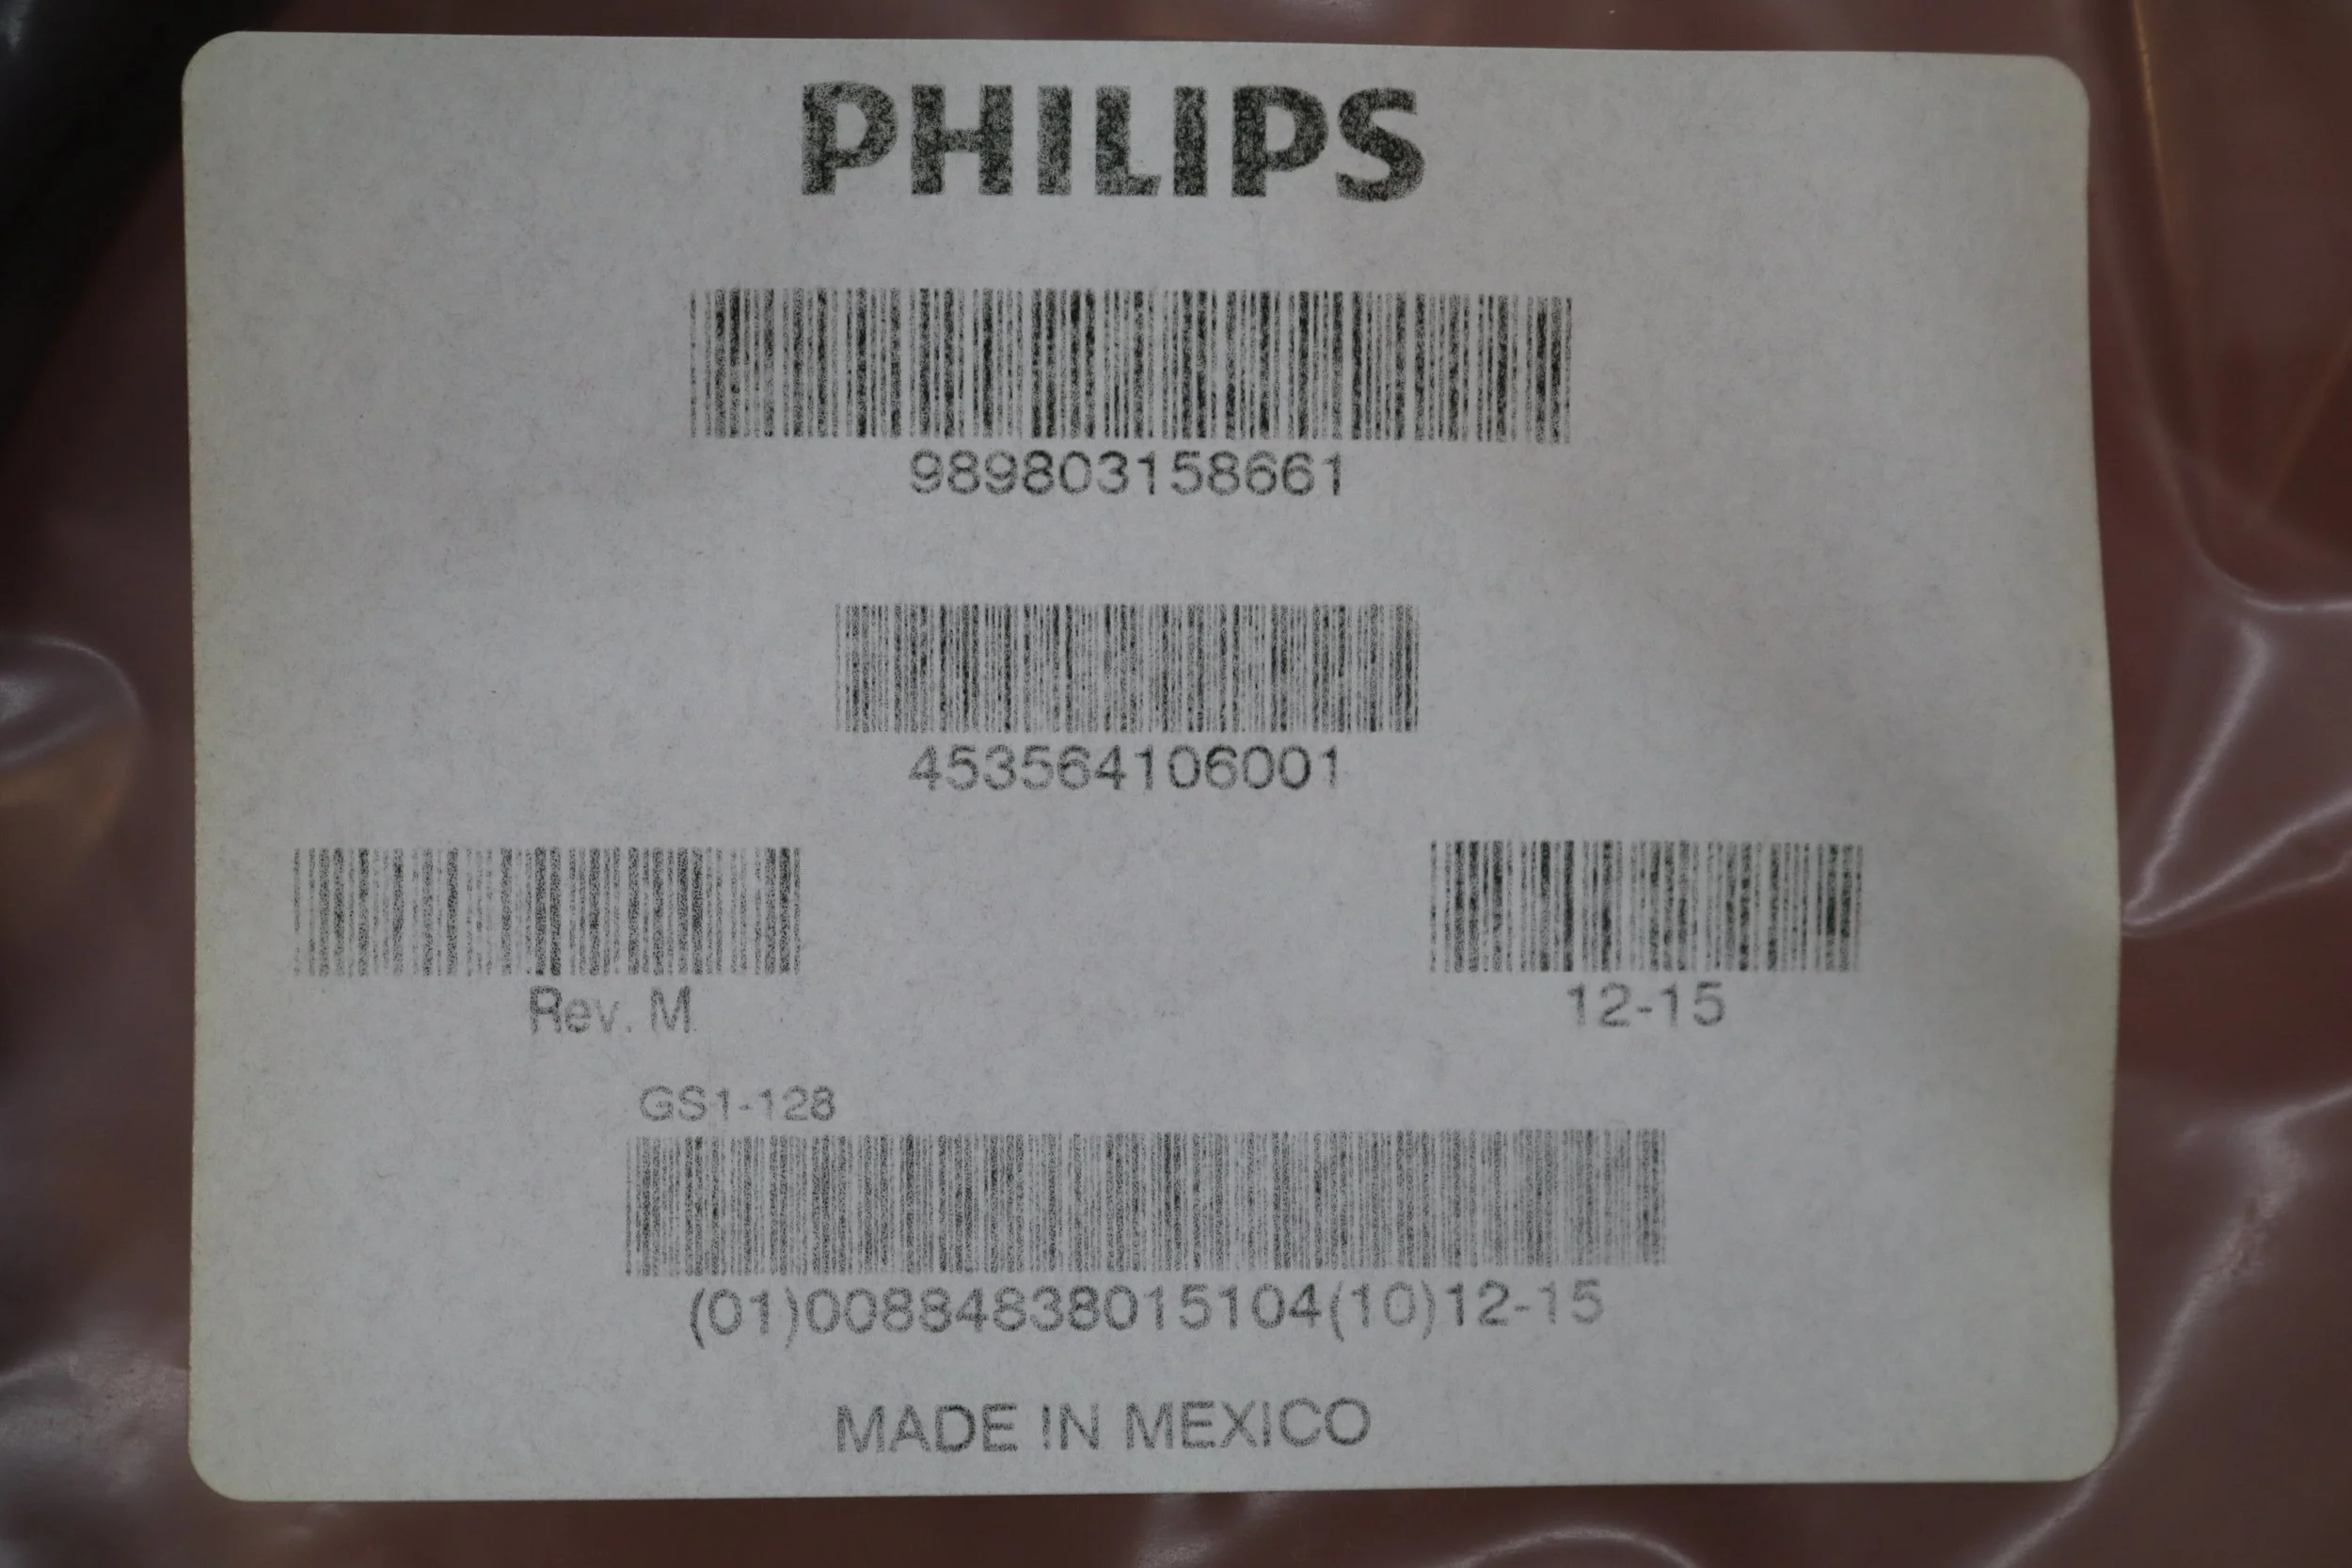 PHILIPS
989803158661
453564106001
Rev. M
12-15
GS1-128
(01)00884838015104(10)12-15
MADE IN MEXICO